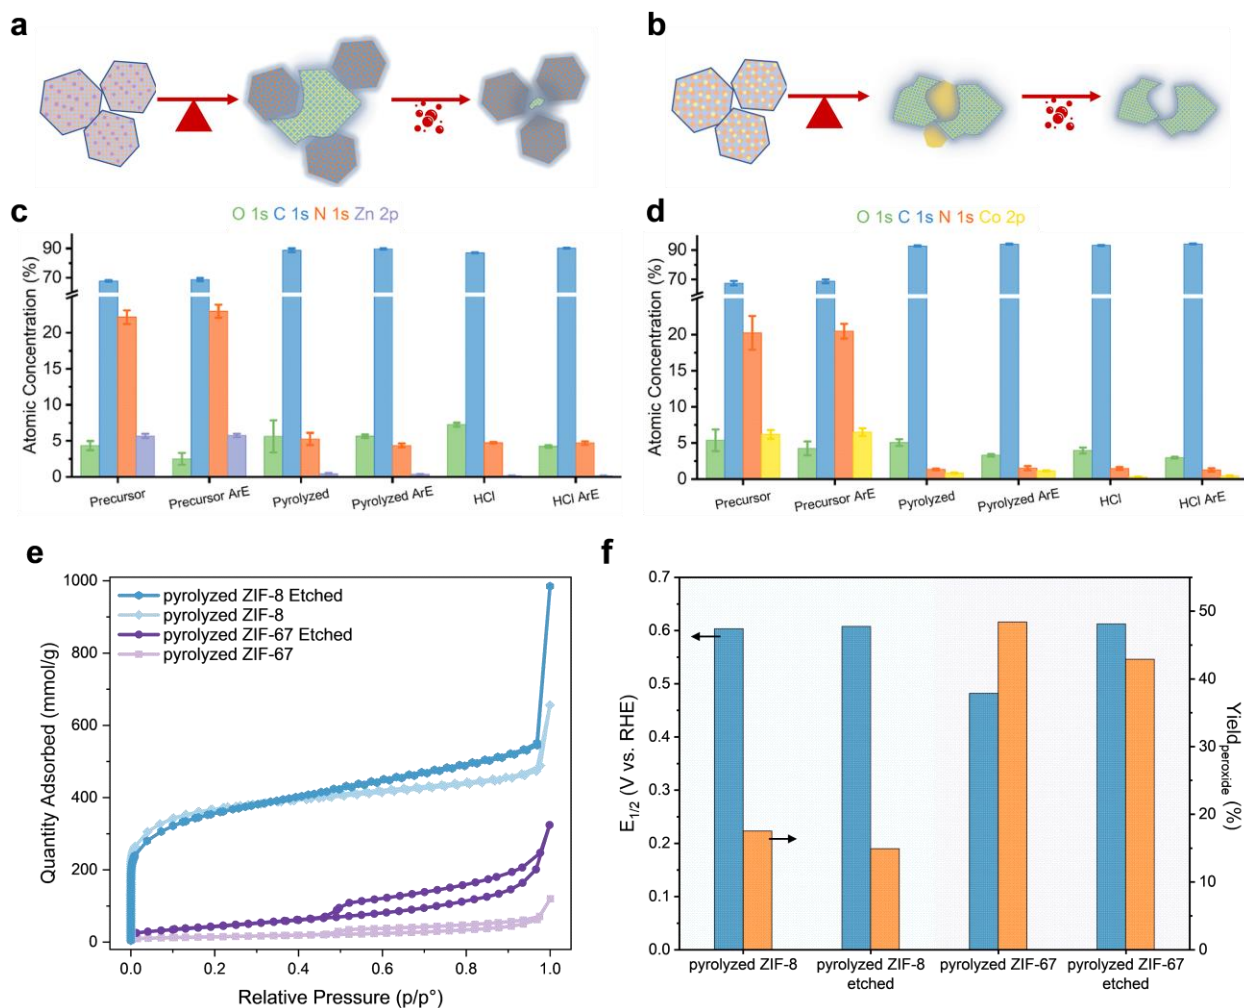 a
b
c
O 1s C 1s N 1s Zn 2p
Atomic Concentration (%)
90
70
20
15
10
5
0
Precursor
Precursor ArE
Pyrolyzed
Pyrolyzed ArE
HCl
HCl ArE
d
O 1s C 1s N 1s Co 2p
Atomic Concentration (%)
90
70
20
15
10
5
0
Precursor
Precursor ArE
Pyrolyzed
Pyrolyzed ArE
HCl
HCl ArE
e
pyrolyzed ZIF-8 Etched
pyrolyzed ZIF-8
pyrolyzed ZIF-67 Etched
pyrolyzed ZIF-67
Quantity Adsorbed (mmol/g)
1000
800
600
400
200
0
0.0 0.2 0.4 0.6 0.8 1.0
Relative Pressure (p/p°)
f
E1/2 (V vs. RHE)
0.7
0.6
0.5
0.4
0.3
0.2
0.1
0.0
50
40
30
20
10
0
Yieldperoxide (%)
pyrolyzed ZIF-8
pyrolyzed ZIF-8
etched
pyrolyzed ZIF-67
pyrolyzed ZIF-67
etched